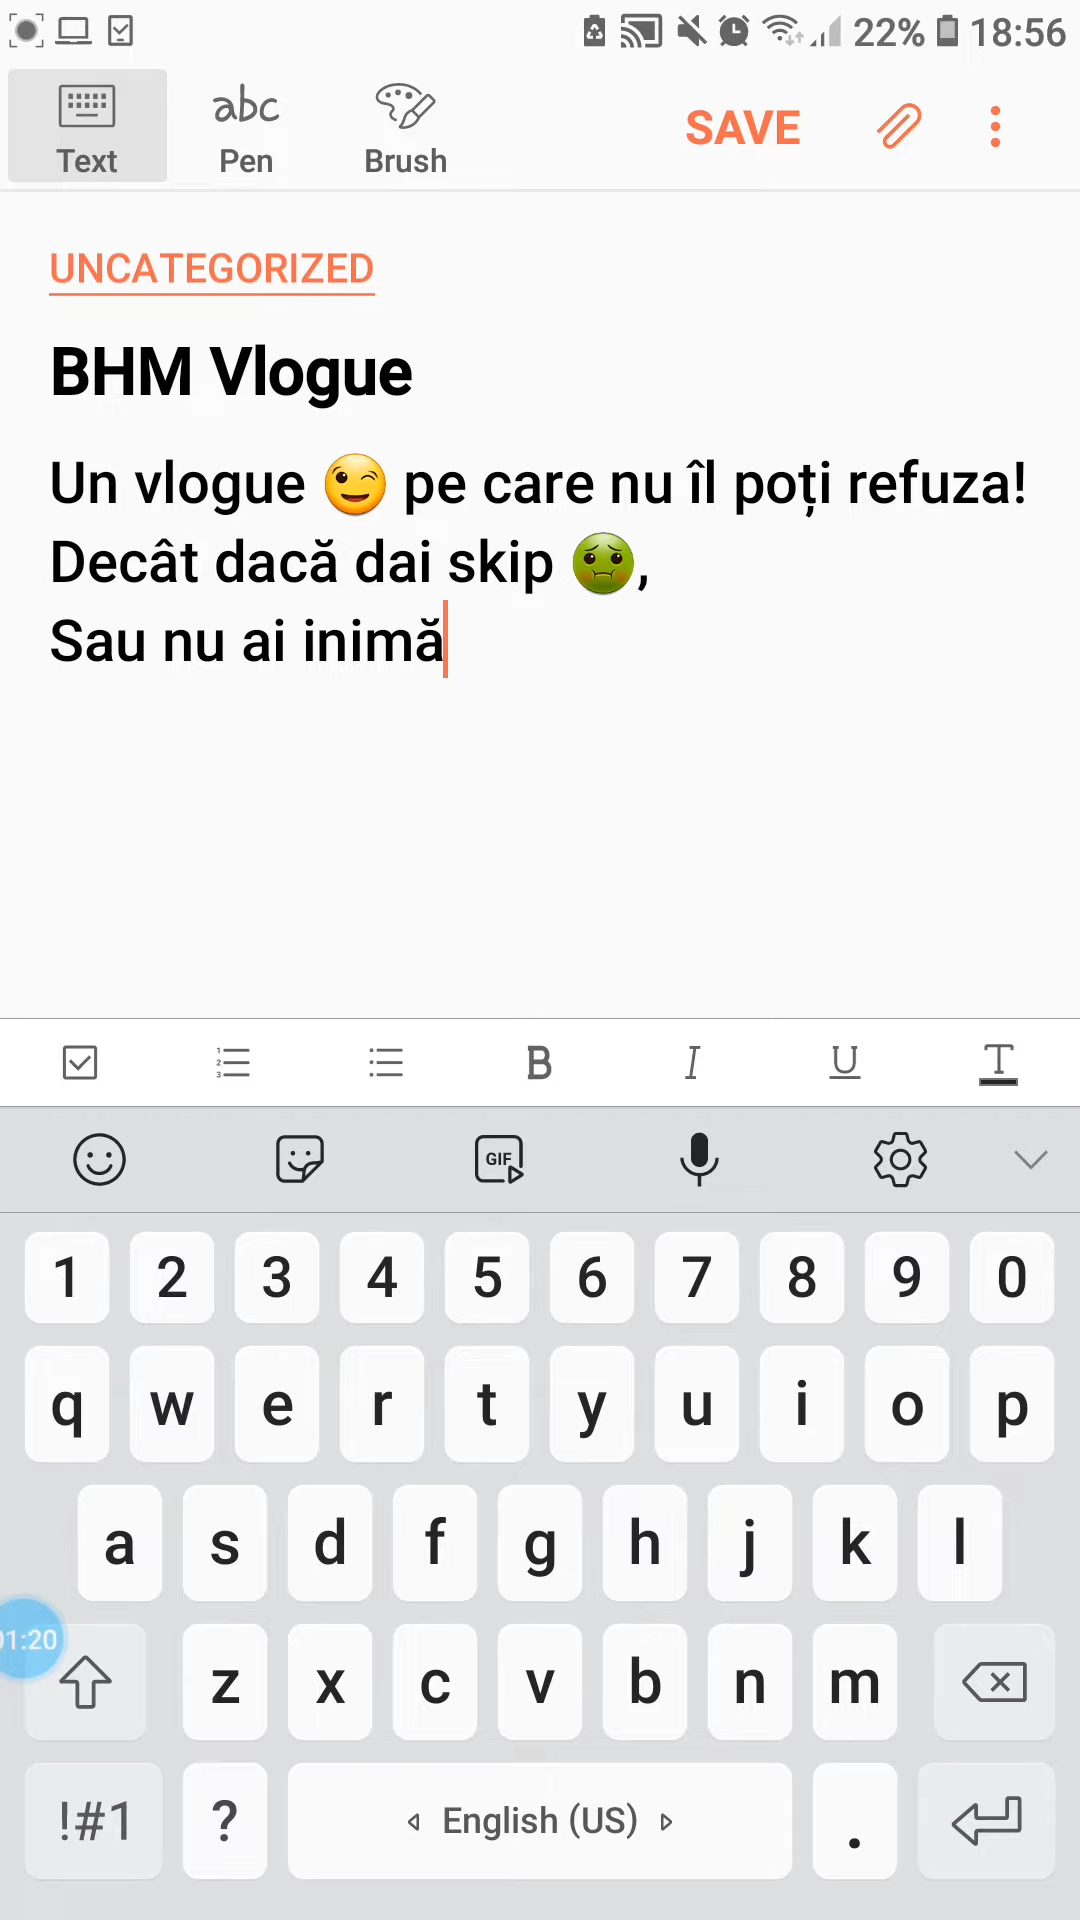 22% 18:56
Text Pen Brush SAVE
UNCATEGORIZED
BHM Vlogue
Un vlogue 😉 pe care nu îl poți refuza!
Decât dacă dai skip 🤢,
Sau nu ai inimă
B I U T
GIF
1 2 3 4 5 6 7 8 9 0
q w e r t y u i o p
a s d f g h j k l
01:20
z x c v b n m
!#1 ? English (US) .